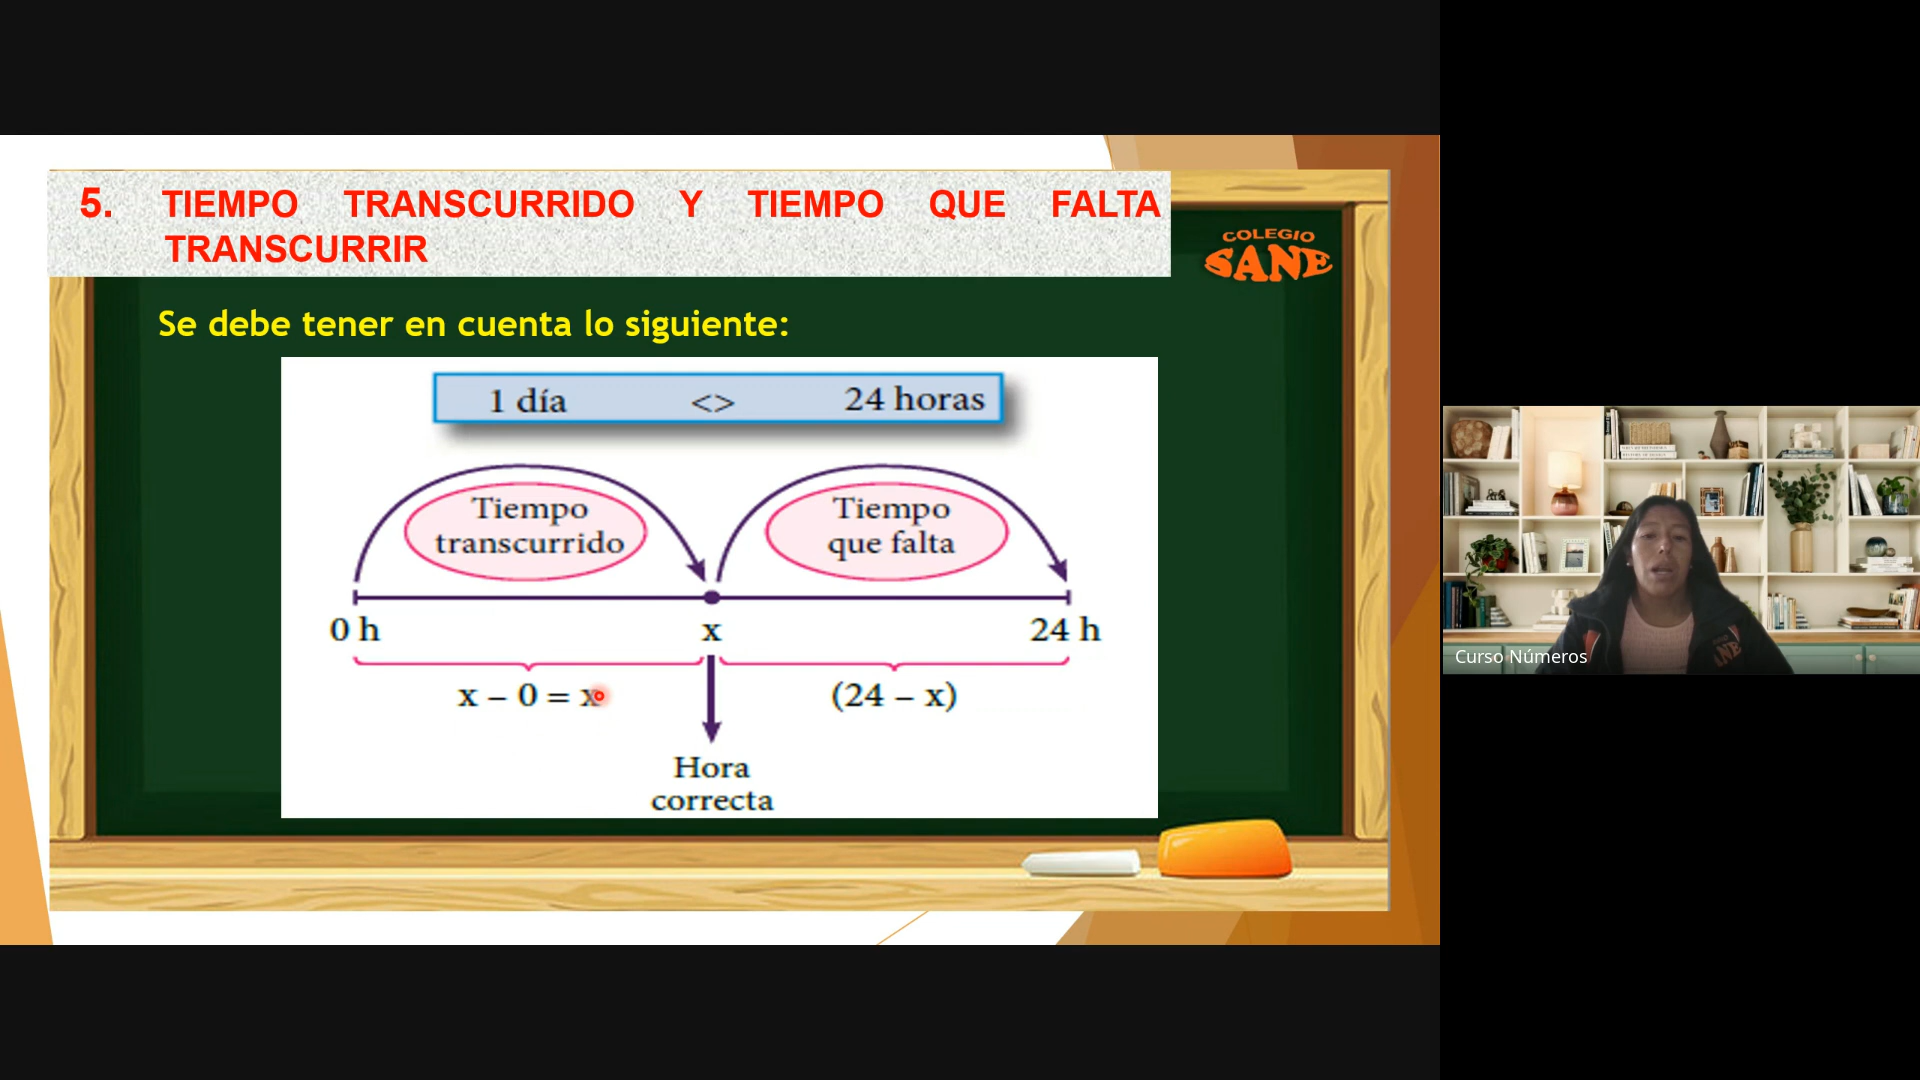 5. TIEMPO TRANSCURRIDO Y TIEMPO QUE FALTA
TRANSCURRIR
COLEGIO
SANE
Se debe tener en cuenta lo siguiente:
1 día <> 24 horas
Tiempo
transcurrido
Tiempo
que falta
0 h x 24 h
x – 0 = x
(24 – x)
Hora
correcta
Curso Números